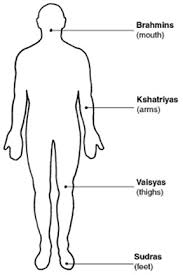 Brahmins
(mouth)
Kshatriyas
(arms)
Vaisyas
(thighs)
Sudras
(feet)